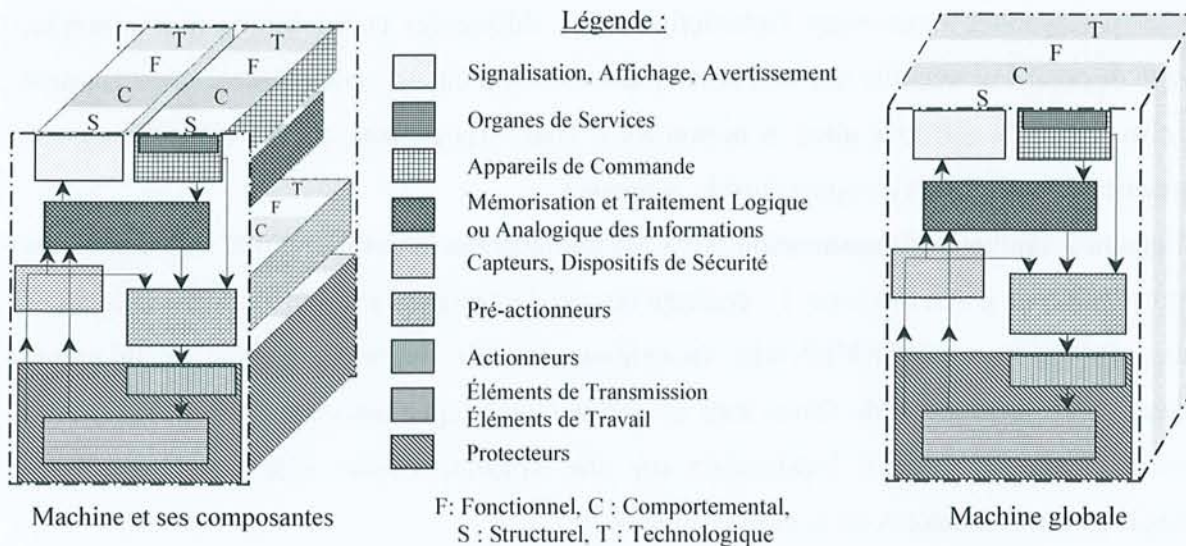 Légende :
T
T
F
F
C
C
S
S
T
F
C
Signalisation, Affichage, Avertissement
Organes de Services
Appareils de Commande
Mémorisation et Traitement Logique
ou Analogique des Informations
Capteurs, Dispositifs de Sécurité
Pré-actionneurs
Actionneurs
Éléments de Transmission
Éléments de Travail
Protecteurs
T
F
C
S
Machine et ses composantes
F: Fonctionnel, C : Comportemental,
S : Structurel, T : Technologique
Machine globale